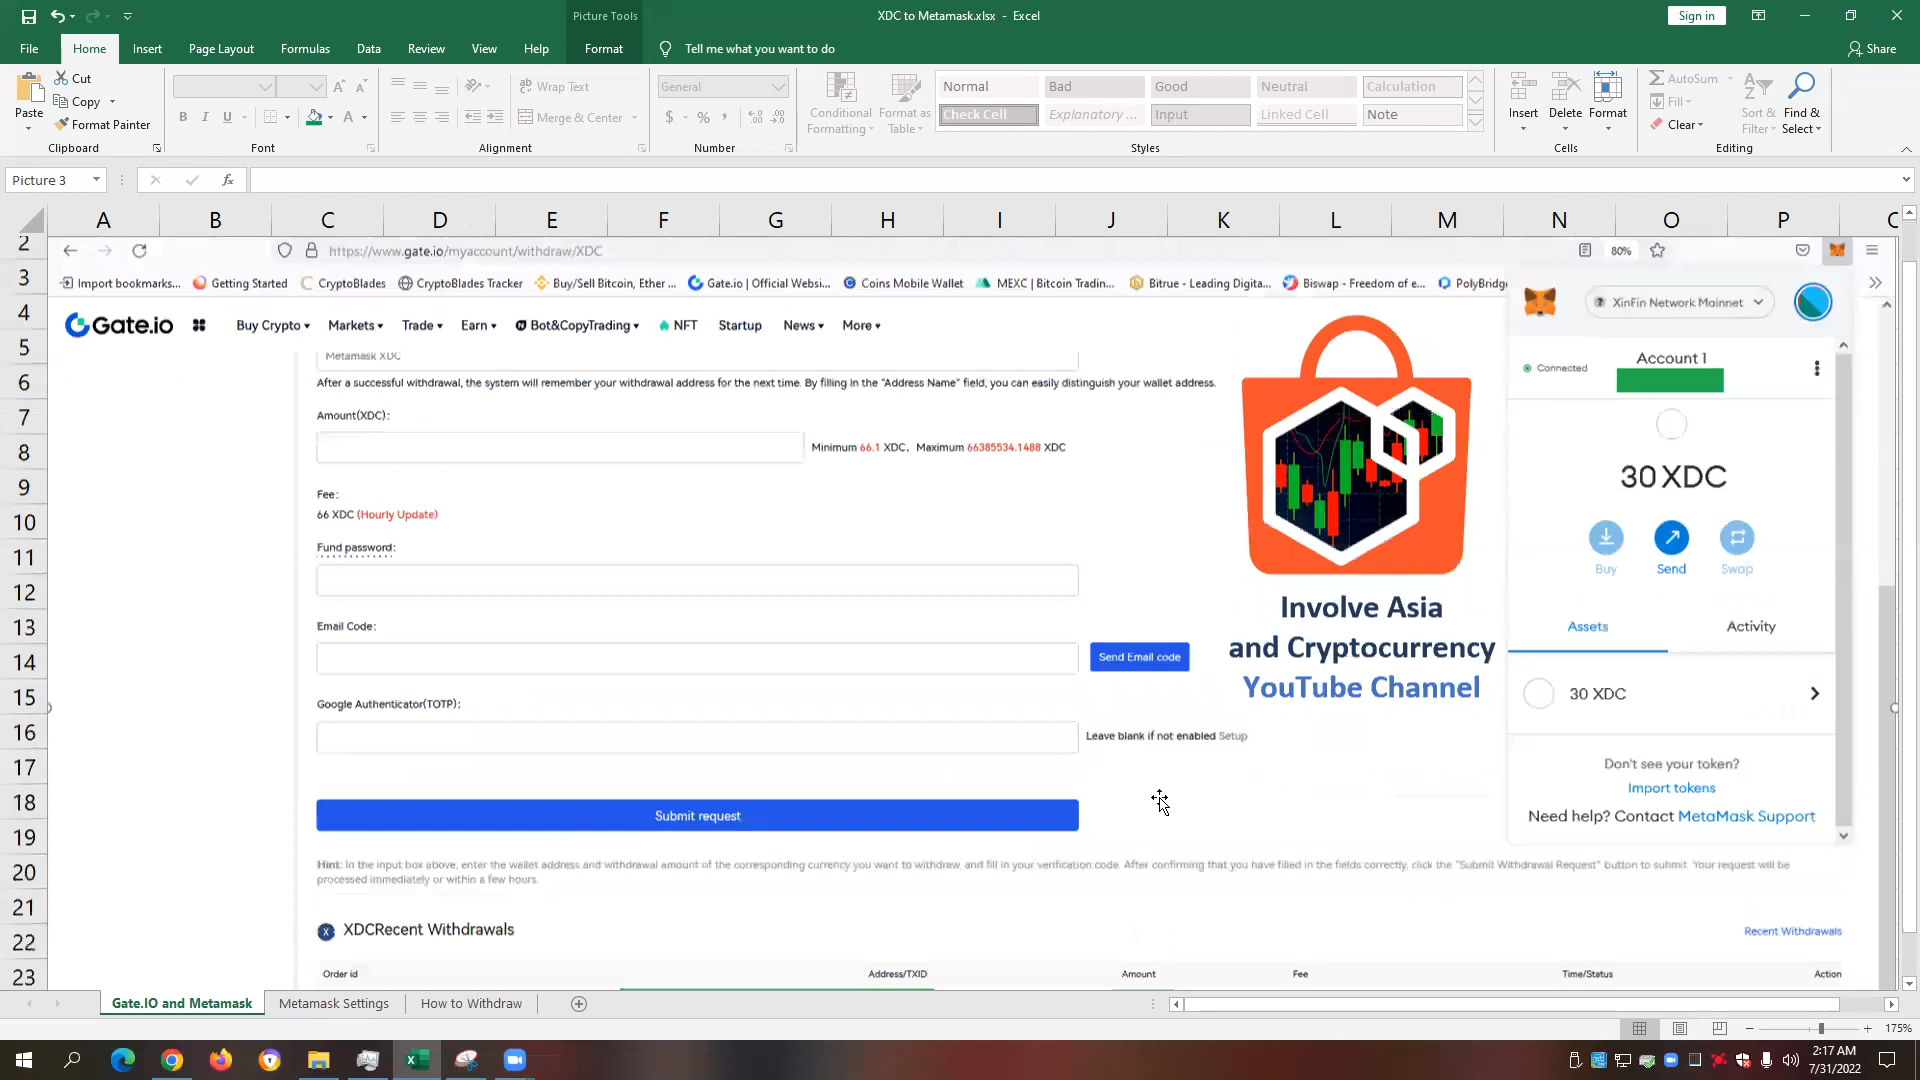 Picture Tools
XDC to Metamask.xlsx - Excel
Sign in
File Home Insert Page Layout Formulas Data Review View Help Format Tell me what you want to do
Share
Paste
Cut
Copy
Format Painter
Clipboard
B I U
Font
Wrap Text
Merge & Center
Alignment
General
$ % ,
Number
Conditional Formatting
Format as Table
Normal Bad Good Neutral Calculation
Check Cell Explanatory ... Input Linked Cell Note
Styles
Insert Delete Format
Cells
AutoSum
Fill
Clear
Sort & Filter
Find & Select
Editing
Picture 3
fx
A B C D E F G H I J K L M N O P
2
3
4
5
6
7
8
9
10
11
12
13
14
15
16
17
18
19
20
21
22
23
https://www.gate.io/myaccount/withdraw/XDC
80%
Import bookmarks... Getting Started CryptoBlades CryptoBlades Tracker Buy/Sell Bitcoin, Ether ... Gate.io | Official Websi... Coins Mobile Wallet MEXC | Bitcoin Tradin... Bitrue - Leading Digita... Biswap - Freedom of e... PolyBridge
Gate.io Buy Crypto Markets Trade Earn Bot&CopyTrading NFT Startup News More
Metamask XDC
After a successful withdrawal, the system will remember your withdrawal address for the next time. By filling in the "Address Name" field, you can easily distinguish your wallet address.
Amount(XDC):
Minimum 66.1 XDC, Maximum 66385534.1488 XDC
Fee:
66 XDC (Hourly Update)
Fund password:
Email Code:
Send Email code
Google Authenticator(TOTP):
Leave blank if not enabled Setup
Submit request
Hint: In the input box above, enter the wallet address and withdrawal amount of the corresponding currency you want to withdraw, and fill in your verification code. After confirming that you have filled in the fields correctly, click the "Submit Withdrawal Request" button to submit. Your request will be
processed immediately or within a few hours.
X
XDCRecent Withdrawals
Recent Withdrawals
Order id Address/TXID Amount Fee Time/Status Action
Involve Asia
and Cryptocurrency
YouTube Channel
? XinFin Network Mainnet
Connected
Account 1
30 XDC
Buy Send Swap
Assets Activity
30 XDC
Don't see your token?
Import tokens
Need help? Contact MetaMask Support
Gate.IO and Metamask Metamask Settings How to Withdraw
175%
2:17 AM
7/31/2022